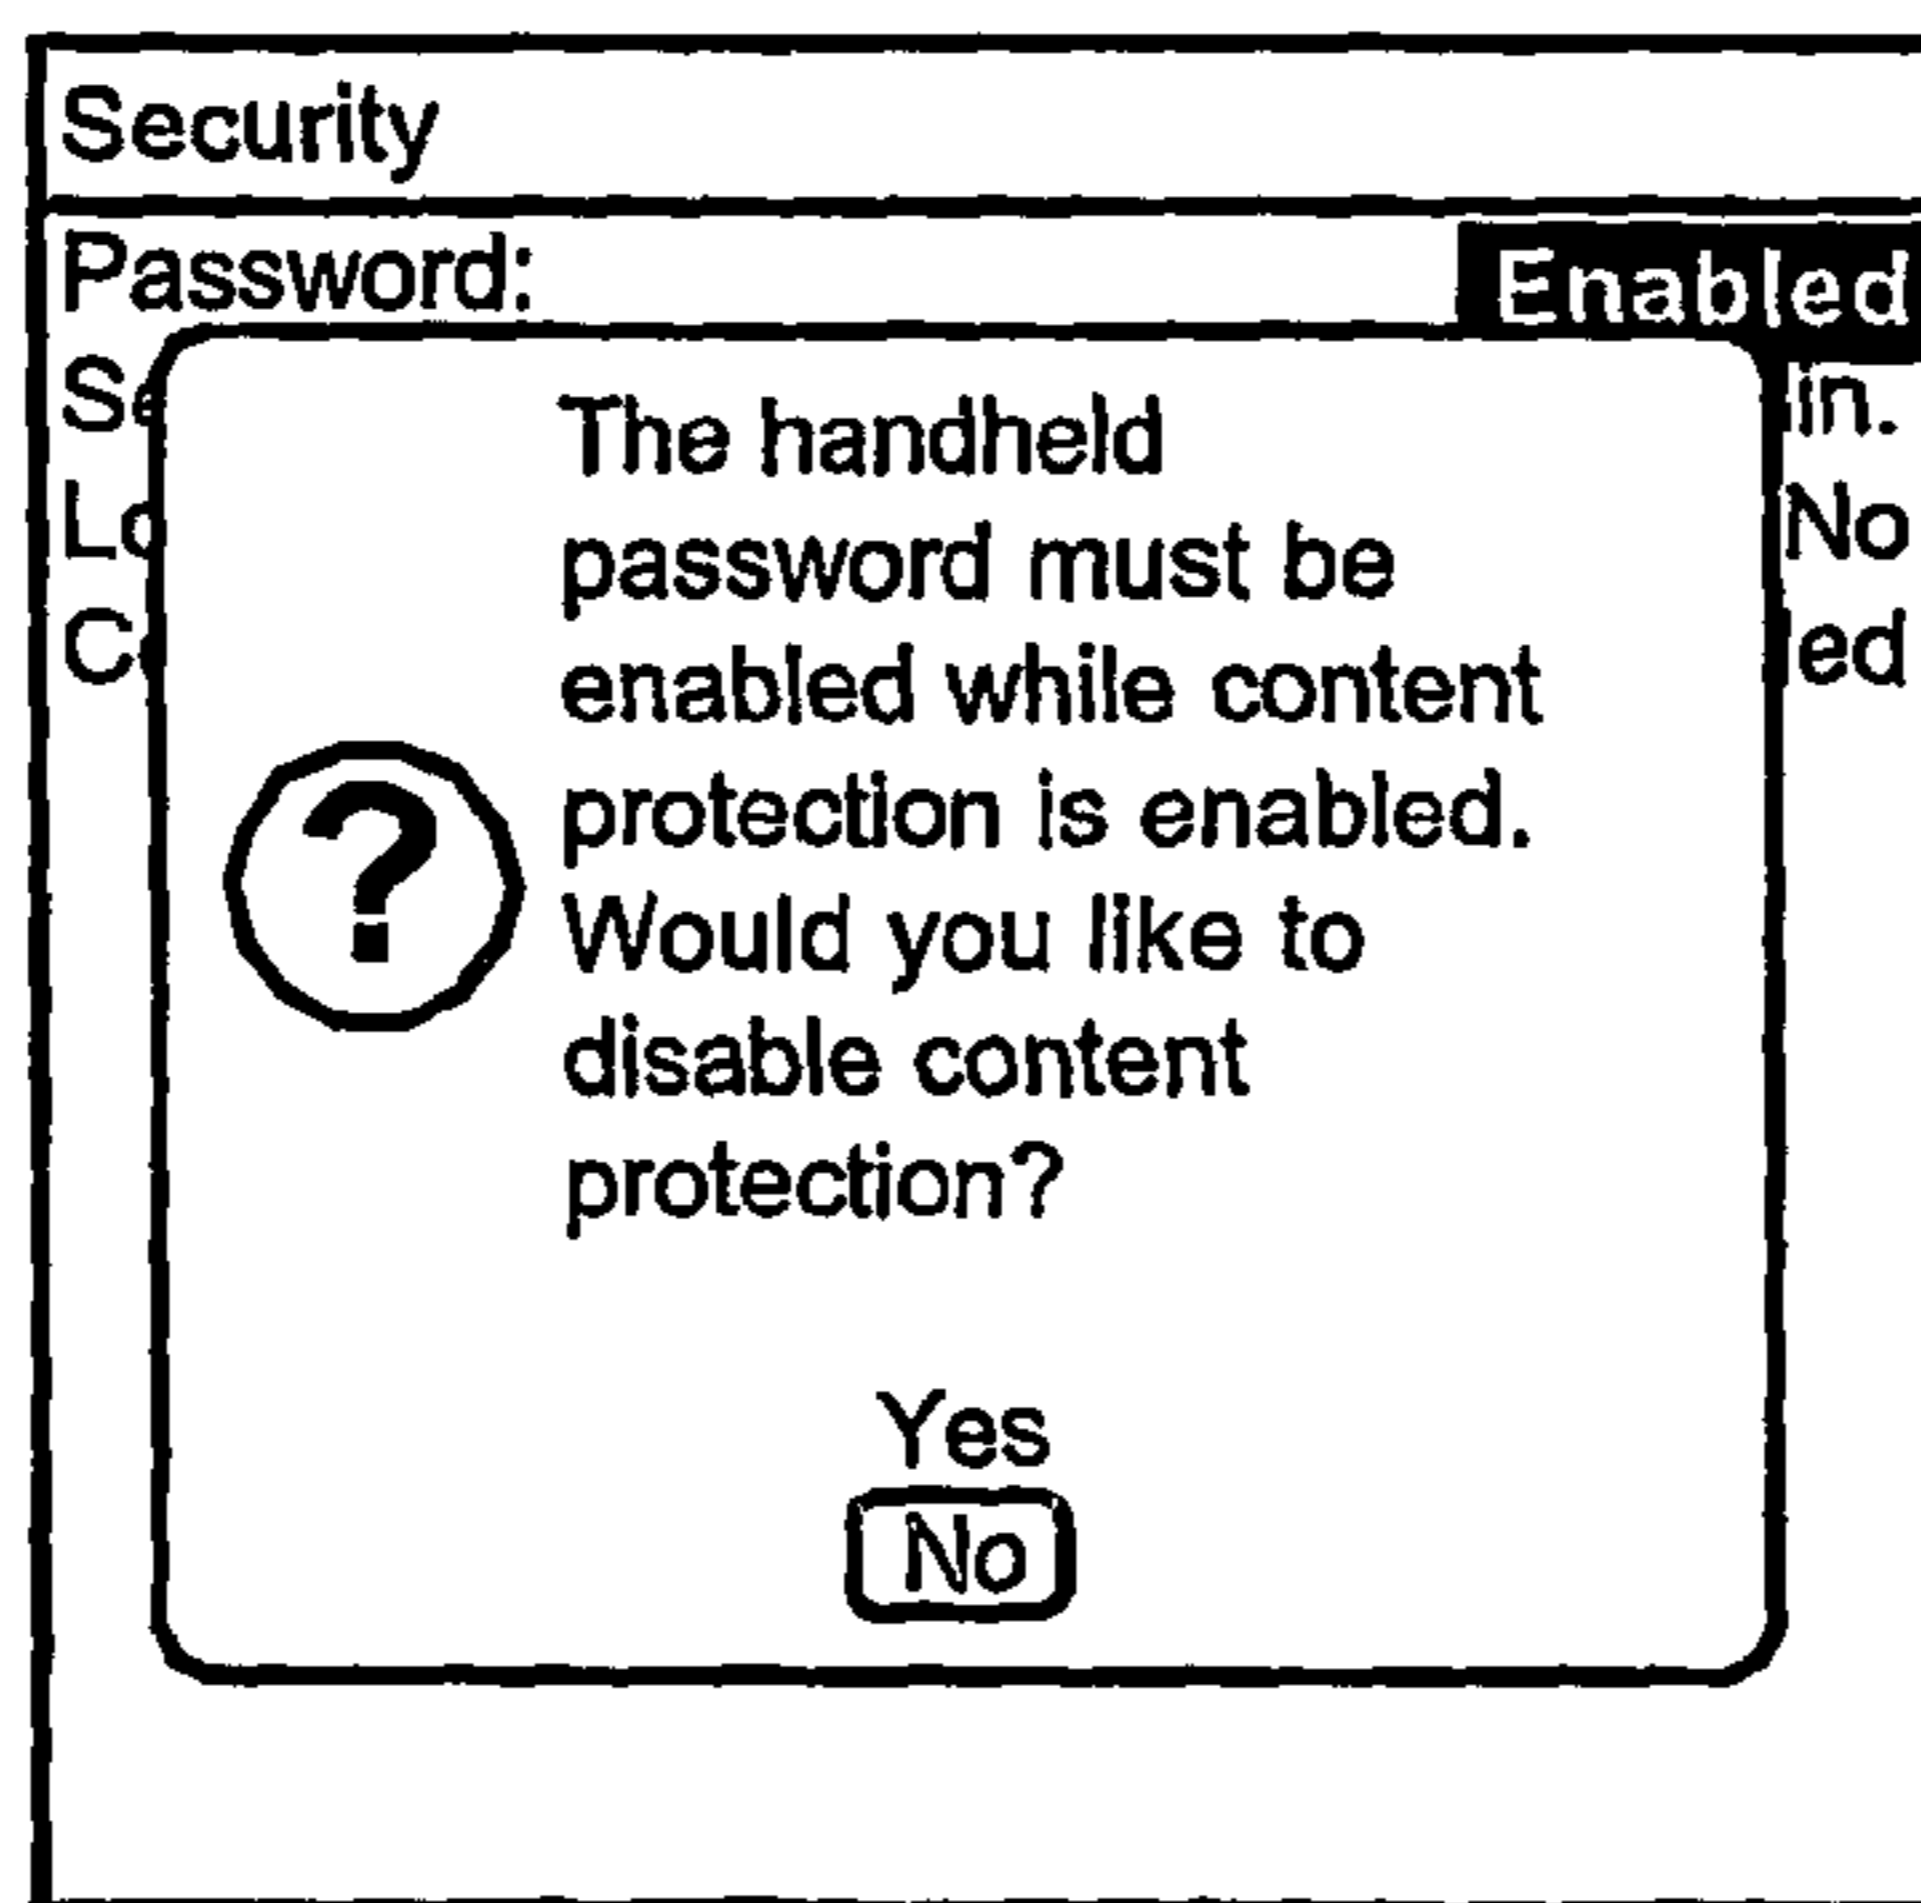 Security
Password: Enabled
The handheld
password must be
enabled while content
protection is enabled.
Would you like to
disable content
protection?
Yes
No
in.
No